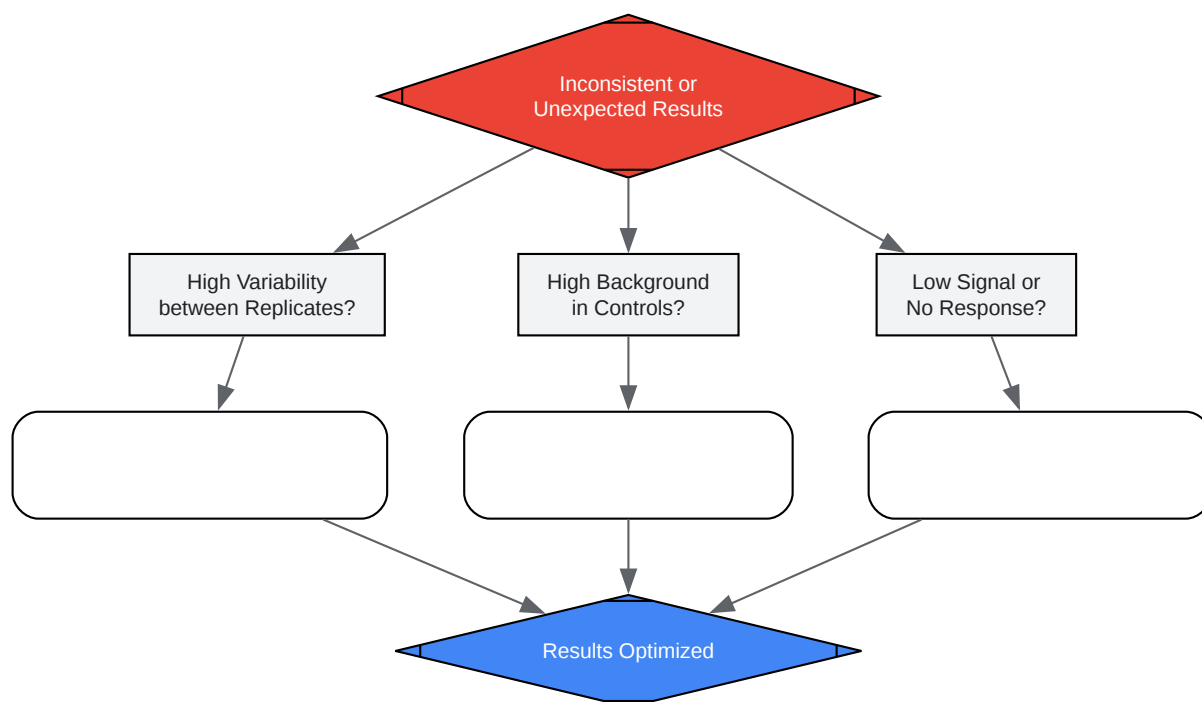 Inconsistent or
Unexpected Results
High Variability
between Replicates?
High Background
in Controls?
Low Signal or
No Response?
Results Optimized